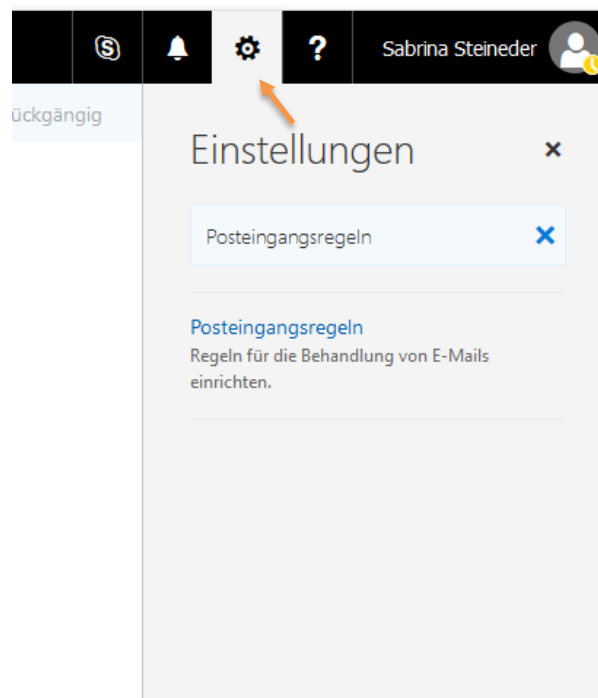 ? Sabrina Steineder
ückgängig
Einstellungen
Posteingangsregeln
Posteingangsregeln
Regeln für die Behandlung von E-Mails
einrichten.